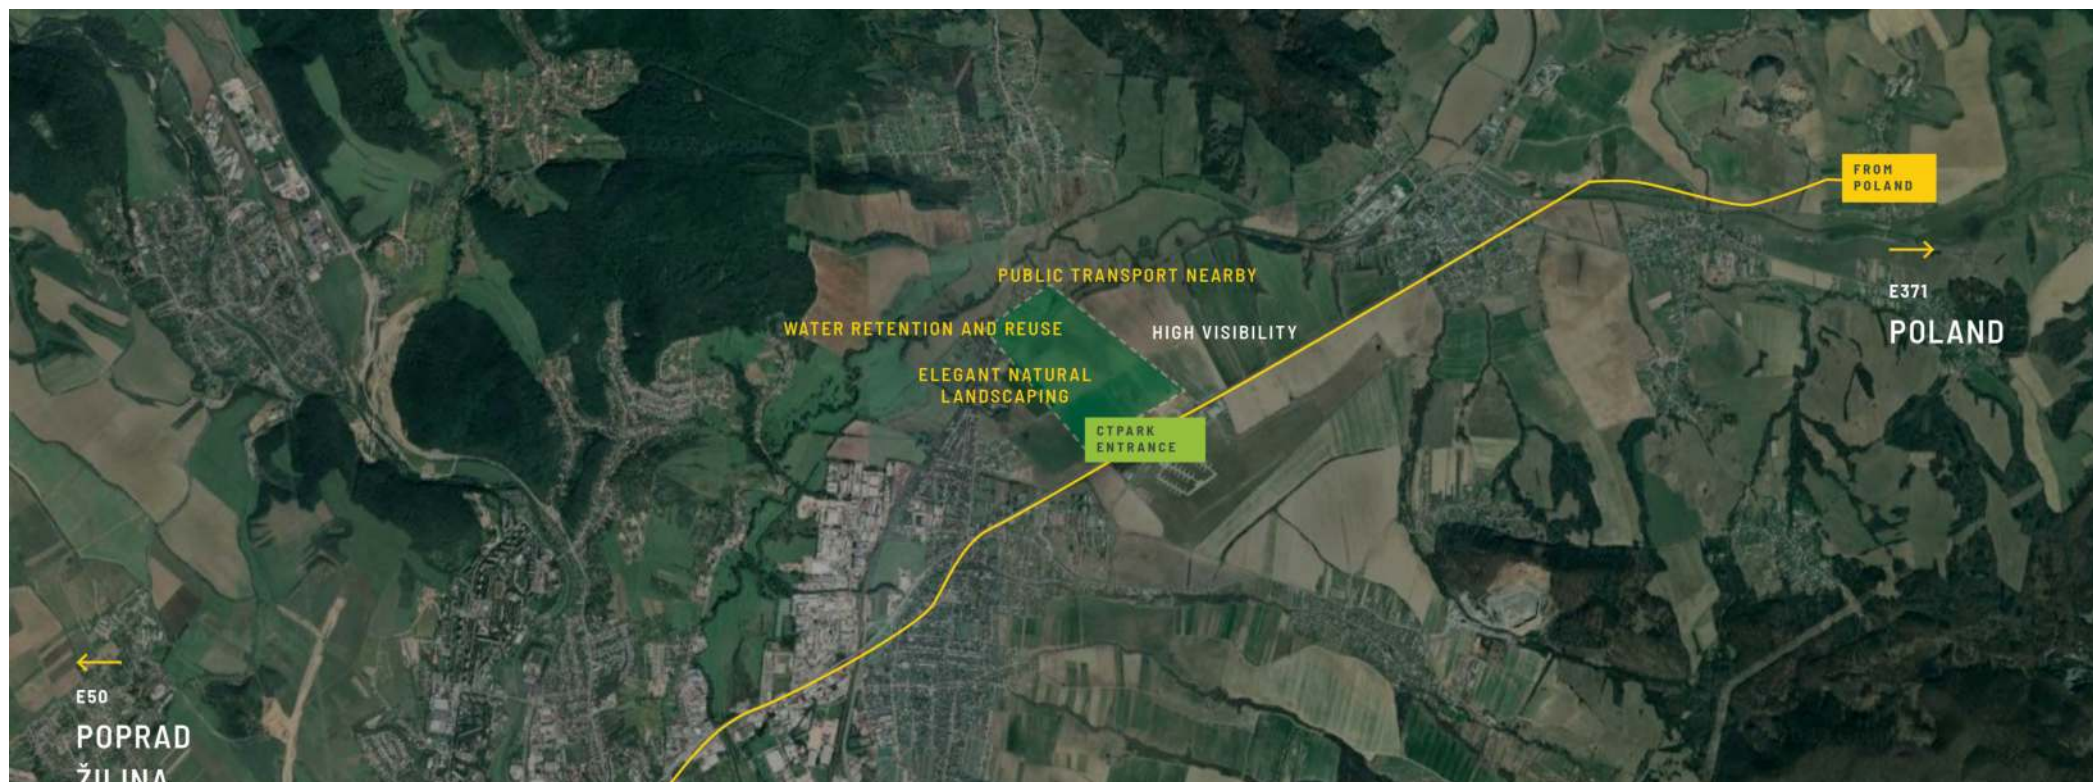 FROM
POLAND
E371
POLAND
PUBLIC TRANSPORT NEARBY
WATER RETENTION AND REUSE
HIGH VISIBILITY
ELEGANT NATURAL
LANDSCAPING
CTPARK
ENTRANCE
E50
POPRAD
ŽILINA